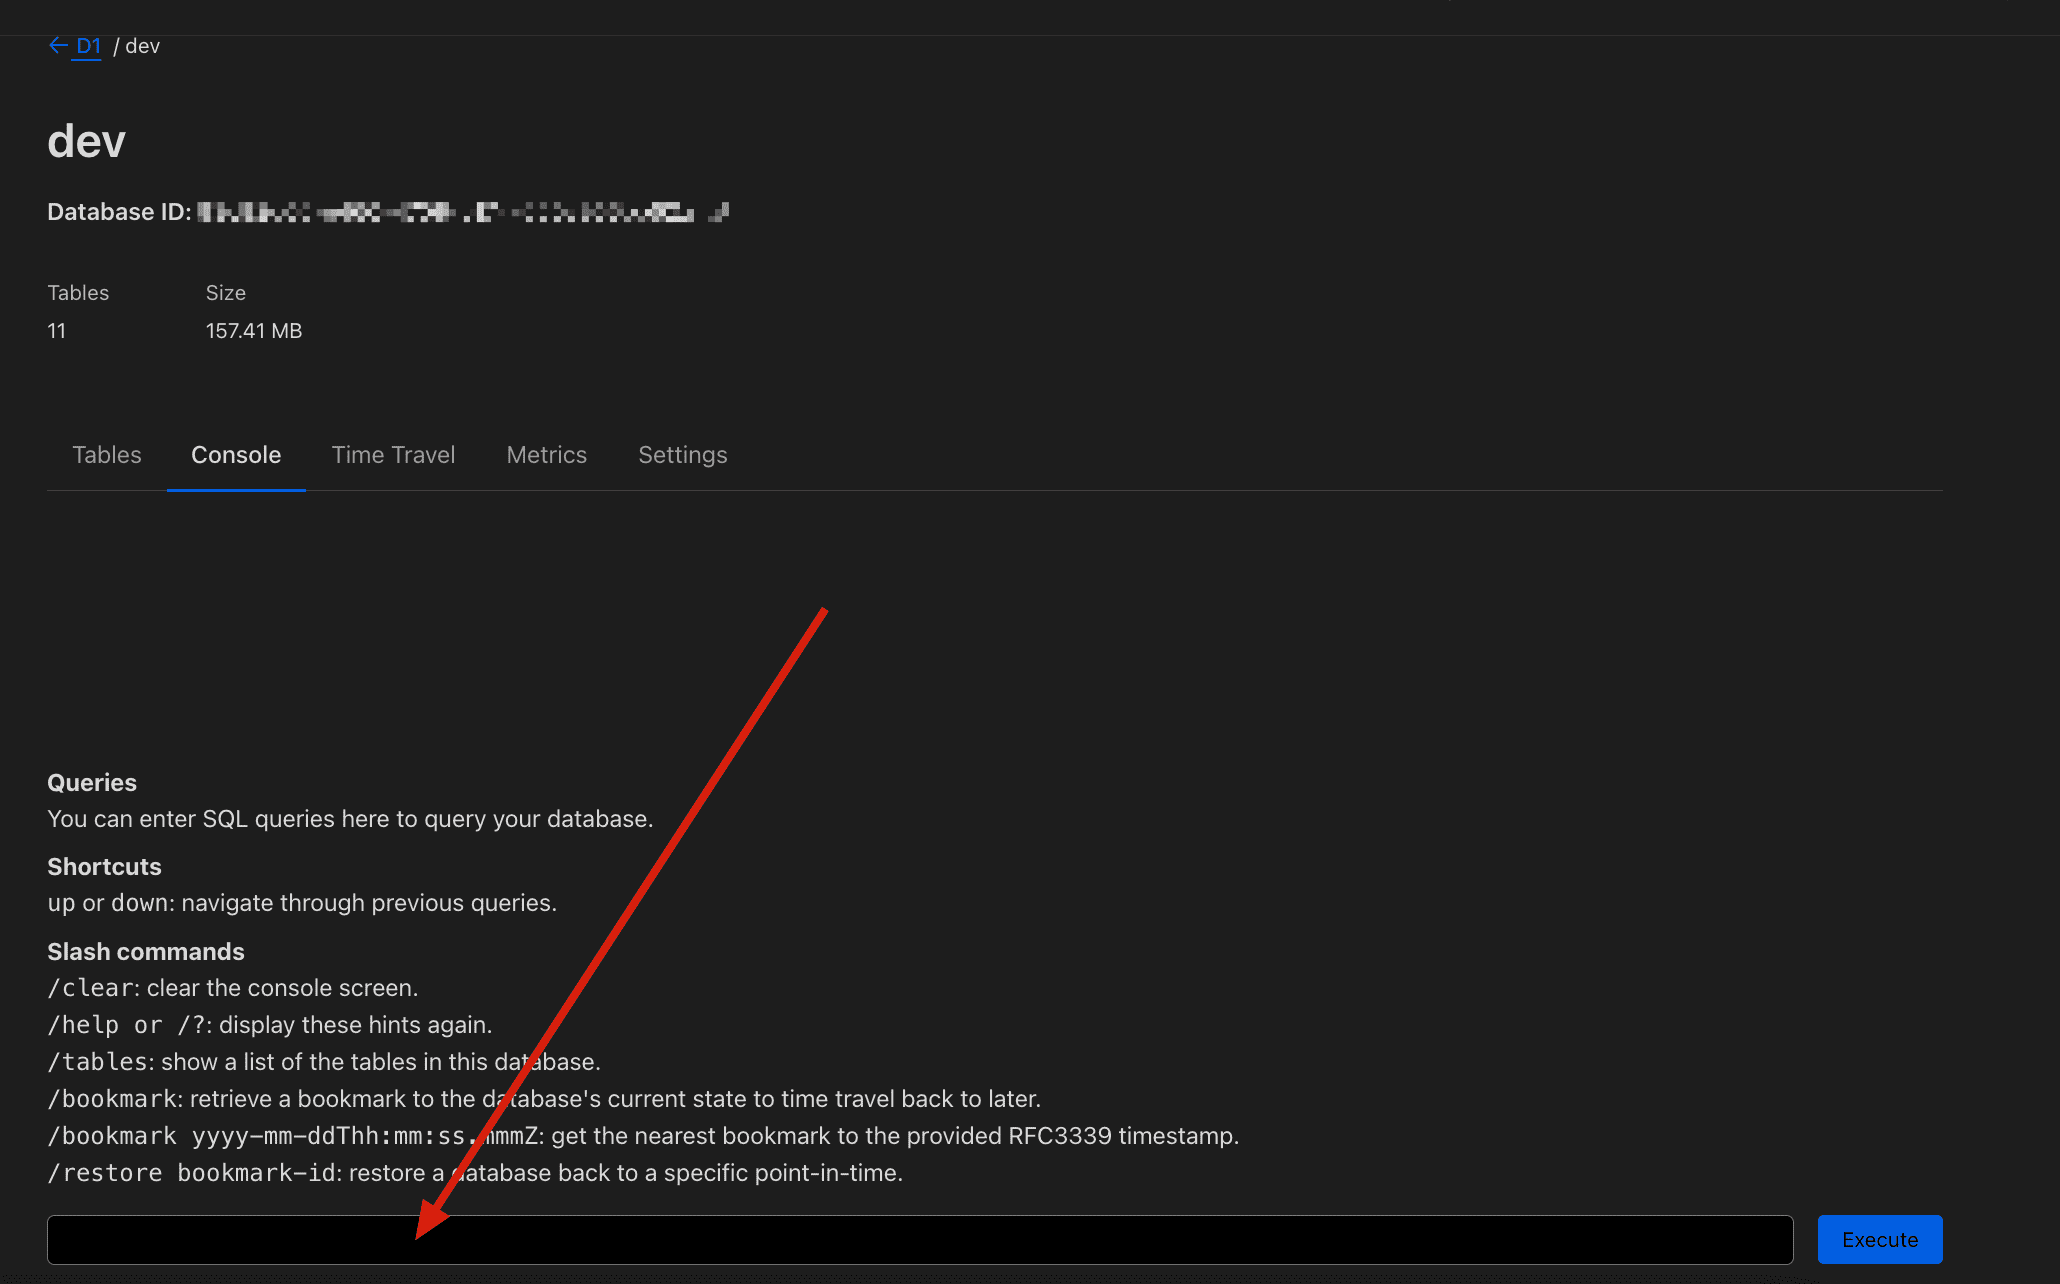 ← D1 / dev
dev
Database ID:
Tables Size
11 157.41 MB
Tables Console Time Travel Metrics Settings
Queries
You can enter SQL queries here to query your database.
Shortcuts
up or down: navigate through previous queries.
Slash commands
/clear: clear the console screen.
/help or /?: display these hints again.
/tables: show a list of the tables in this database.
/bookmark: retrieve a bookmark to the database's current state to time travel back to later.
/bookmark yyyy-mm-ddThh:mm:ss.mmmZ: get the nearest bookmark to the provided RFC3339 timestamp.
/restore bookmark-id: restore a database back to a specific point-in-time.
Execute